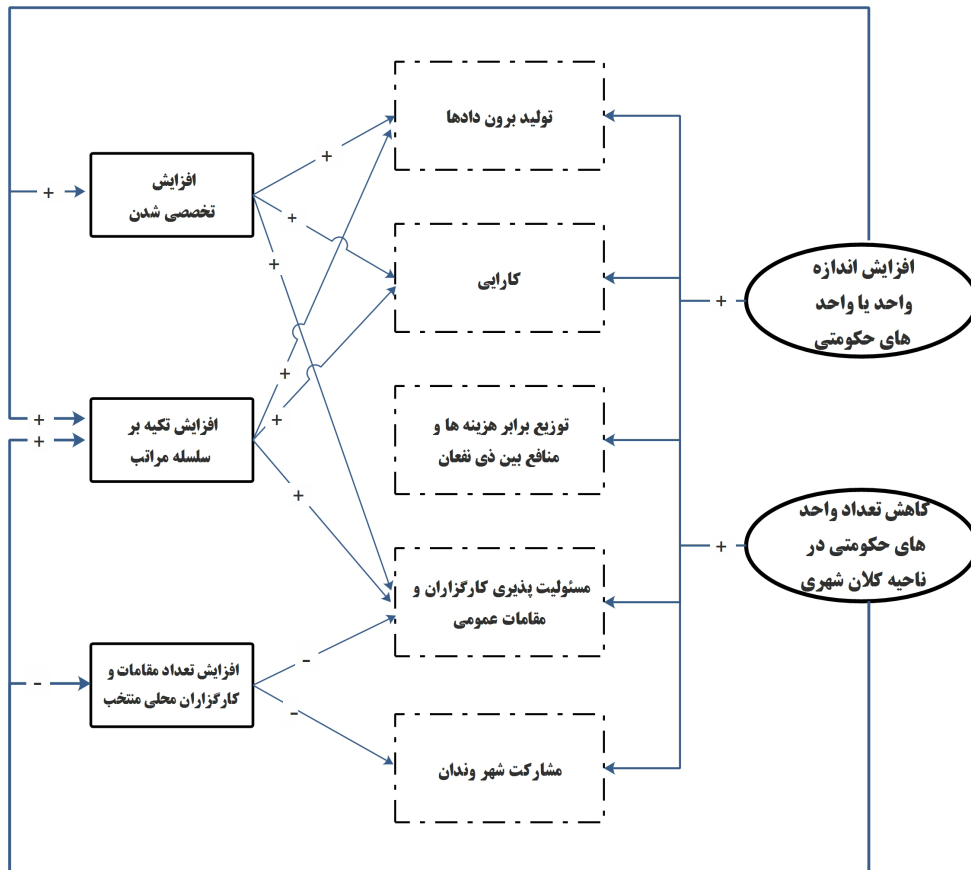 تولید برون دادها
افزایش
تخصصی شدن
+
+
+
+
کارایی
افزایش اندازه
واحد یا واحد
های حکومتی
+
+
+
+
+
افزایش تکیه بر
سلسله مراتب
توزیع برابر هزینه ها و
منافع بین ذی نفعان
+
کاهش تعداد واحد
های حکومتی در
ناحیه کلان شهری
+
مسئولیت پذیری کارگزاران و
مقامات عمومی
افزایش تعداد مقامات و
کارگزاران محلی منتخب
–
–
–
مشارکت شهر وندان